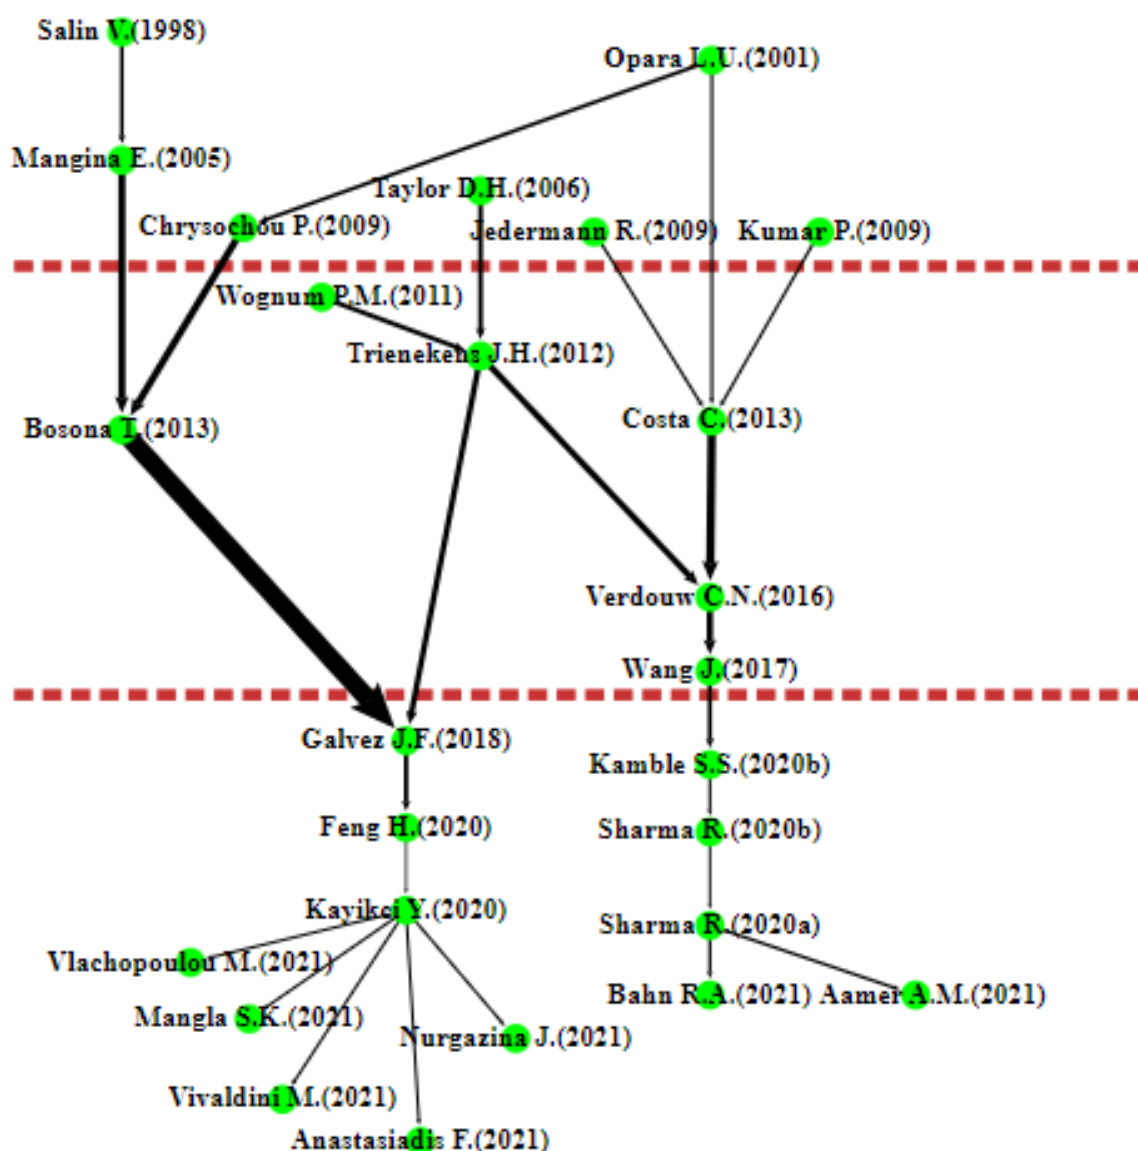 Salin V.(1998)
Opara L.U.(2001)
Mangina E.(2005)
Taylor D.H.(2006)
Chrysochou P.(2009)
Jedermann R.(2009)
Kumar P.(2009)
Wognum P.M.(2011)
Trienekens J.H.(2012)
Costa C.(2013)
Bosona T.(2013)
Verdouw C.N.(2016)
Wang J.(2017)
Galvez J.F.(2018)
Kamble S.S.(2020b)
Feng H.(2020)
Sharma R.(2020b)
Kayikci Y.(2020)
Sharma R.(2020a)
Vlachopoulou M.(2021)
Bahn R.A.(2021)
Aamer A.M.(2021)
Mangla S.K.(2021)
Nurgazina J.(2021)
Vivaldini M.(2021)
Anastasiadis F.(2021)